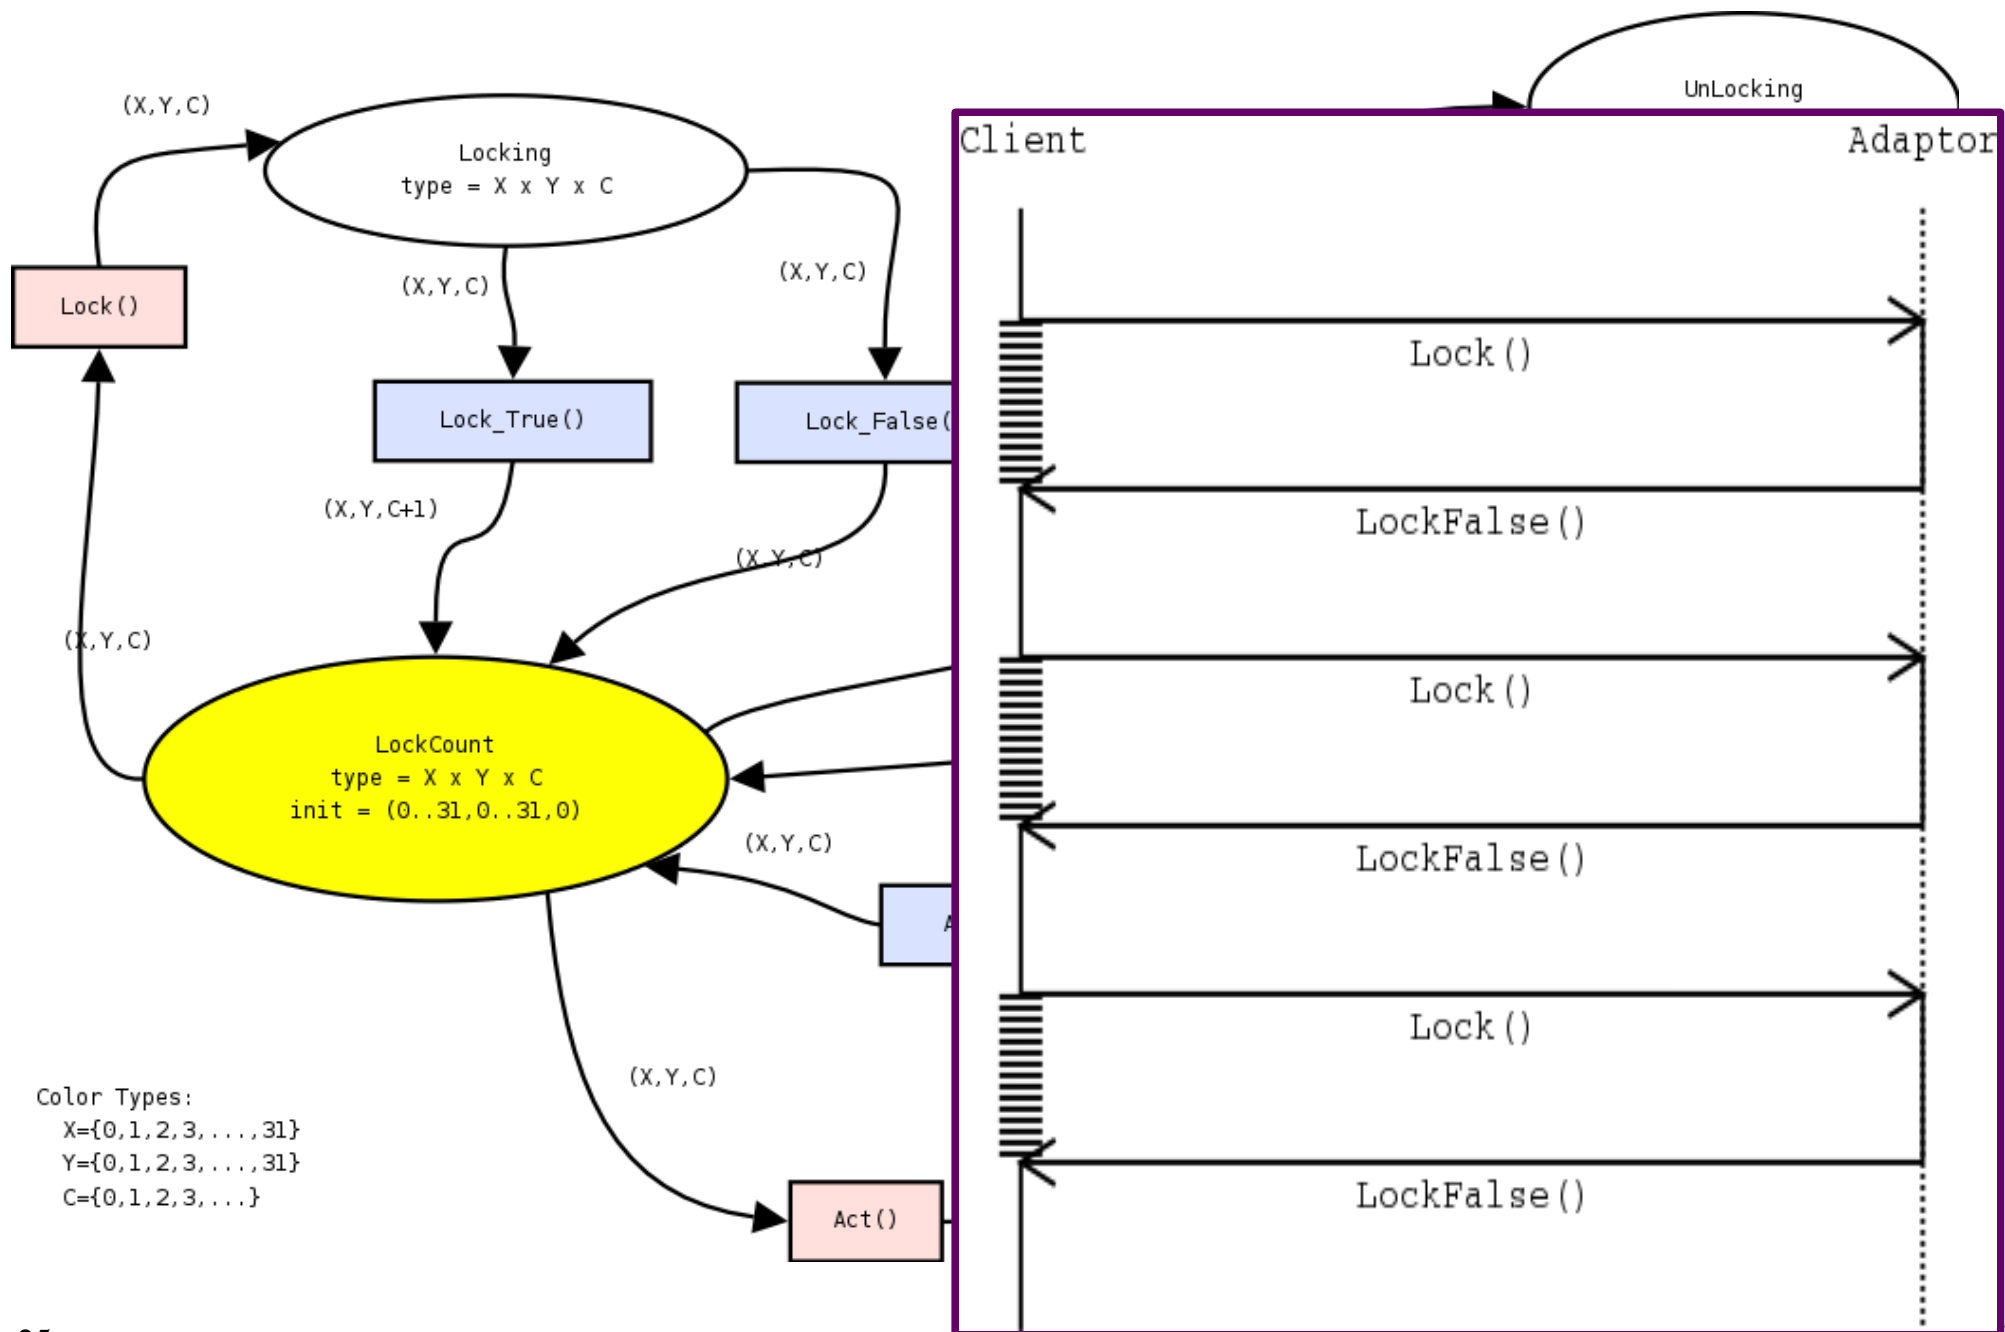 (X,Y,C)
Locking
type = X x Y x C
UnLocking
Lock()
(X,Y,C)
(X,Y,C)
Lock_True()
Lock_False(
(X,Y,C+1)
(X,Y,C)
(X,Y,C)
LockCount
type = X x Y x C
init = (0..31,0..31,0)
(X,Y,C)
(X,Y,C)
Act()
Color Types:
X={0,1,2,3,...,31}
Y={0,1,2,3,...,31}
C={0,1,2,3,...}
Client
Adaptor
Lock()
LockFalse()
Lock()
LockFalse()
Lock()
LockFalse()